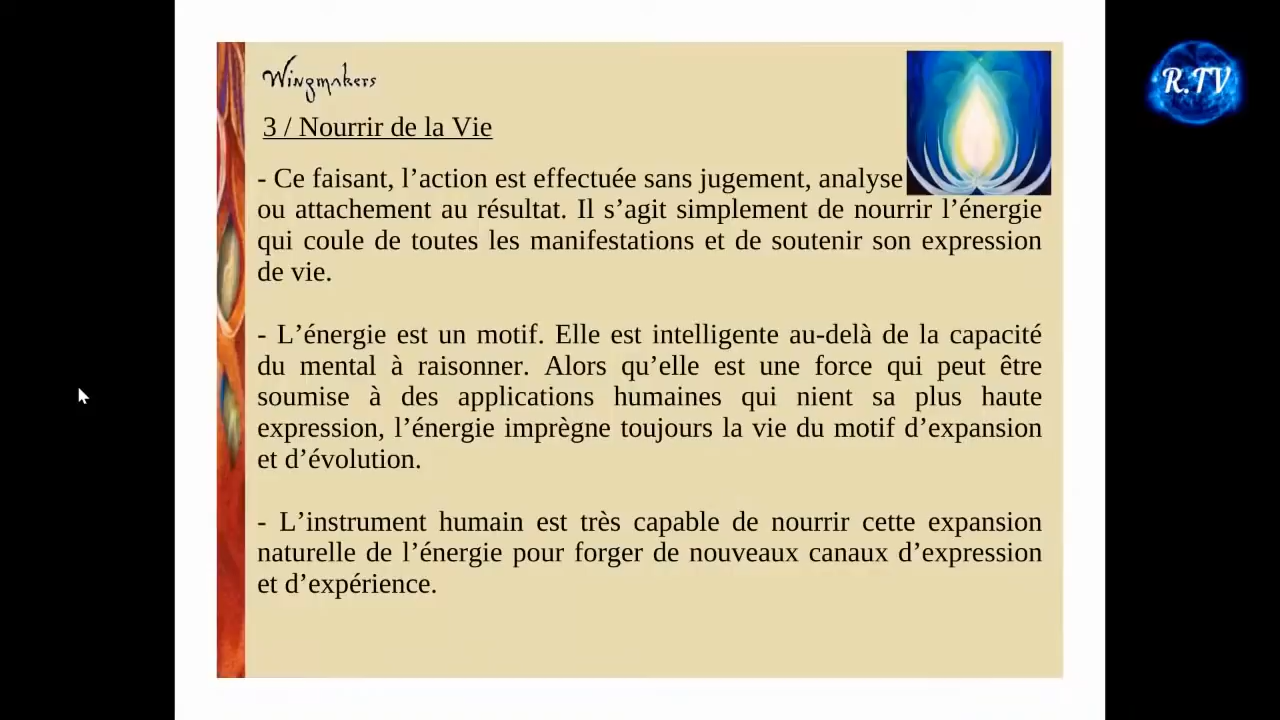 Wingmakers
R.TV
3 / Nourrir de la Vie
- Ce faisant, l’action est effectuée sans jugement, analyse
ou attachement au résultat. Il s’agit simplement de nourrir l’énergie
qui coule de toutes les manifestations et de soutenir son expression
de vie.
- L’énergie est un motif. Elle est intelligente au-delà de la capacité
du mental à raisonner. Alors qu’elle est une force qui peut être
soumise à des applications humaines qui nient sa plus haute
expression, l’énergie imprègne toujours la vie du motif d’expansion
et d’évolution.
- L’instrument humain est très capable de nourrir cette expansion
naturelle de l’énergie pour forger de nouveaux canaux d’expression
et d’expérience.